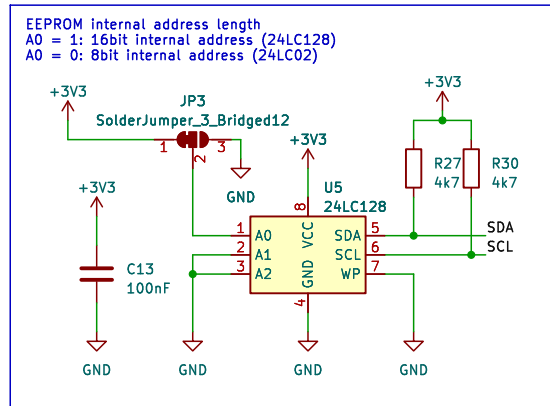 EEPROM internal address length
A0 = 1: 16bit internal address (24LC128)
A0 = 0: 8bit internal address (24LC02)
+3V3
+3V3
JP3
SolderJumper_3_Bridged12
1
3
2
+3V3
GND
R27
4k7
R30
4k7
+3V3
U5
24LC128
8
1
A0
VCC
SDA
5
SDA
2
A1
SCL
6
SCL
3
A2
GND
WP
7
4
C13
100nF
GND
GND
GND
GND